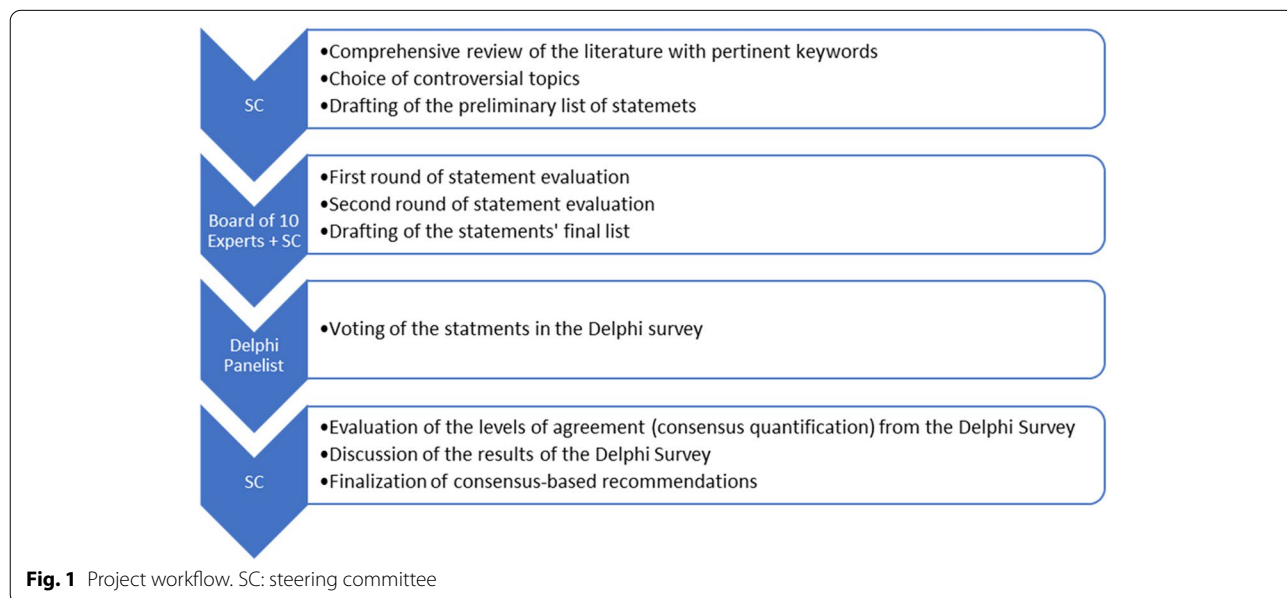 SC
•Comprehensive review of the literature with pertinent keywords
•Choice of controversial topics
•Drafting of the preliminary list of statemets
Board of 10
Experts + SC
•First round of statement evaluation
•Second round of statement evaluation
•Drafting of the statements' final list
Delphi
Panelist
•Voting of the statments in the Delphi survey
SC
•Evaluation of the levels of agreement (consensus quantification) from the Delphi Survey
•Discussion of the results of the Delphi Survey
•Finalization of consensus-based recommendations
Fig. 1 Project workflow. SC: steering committee